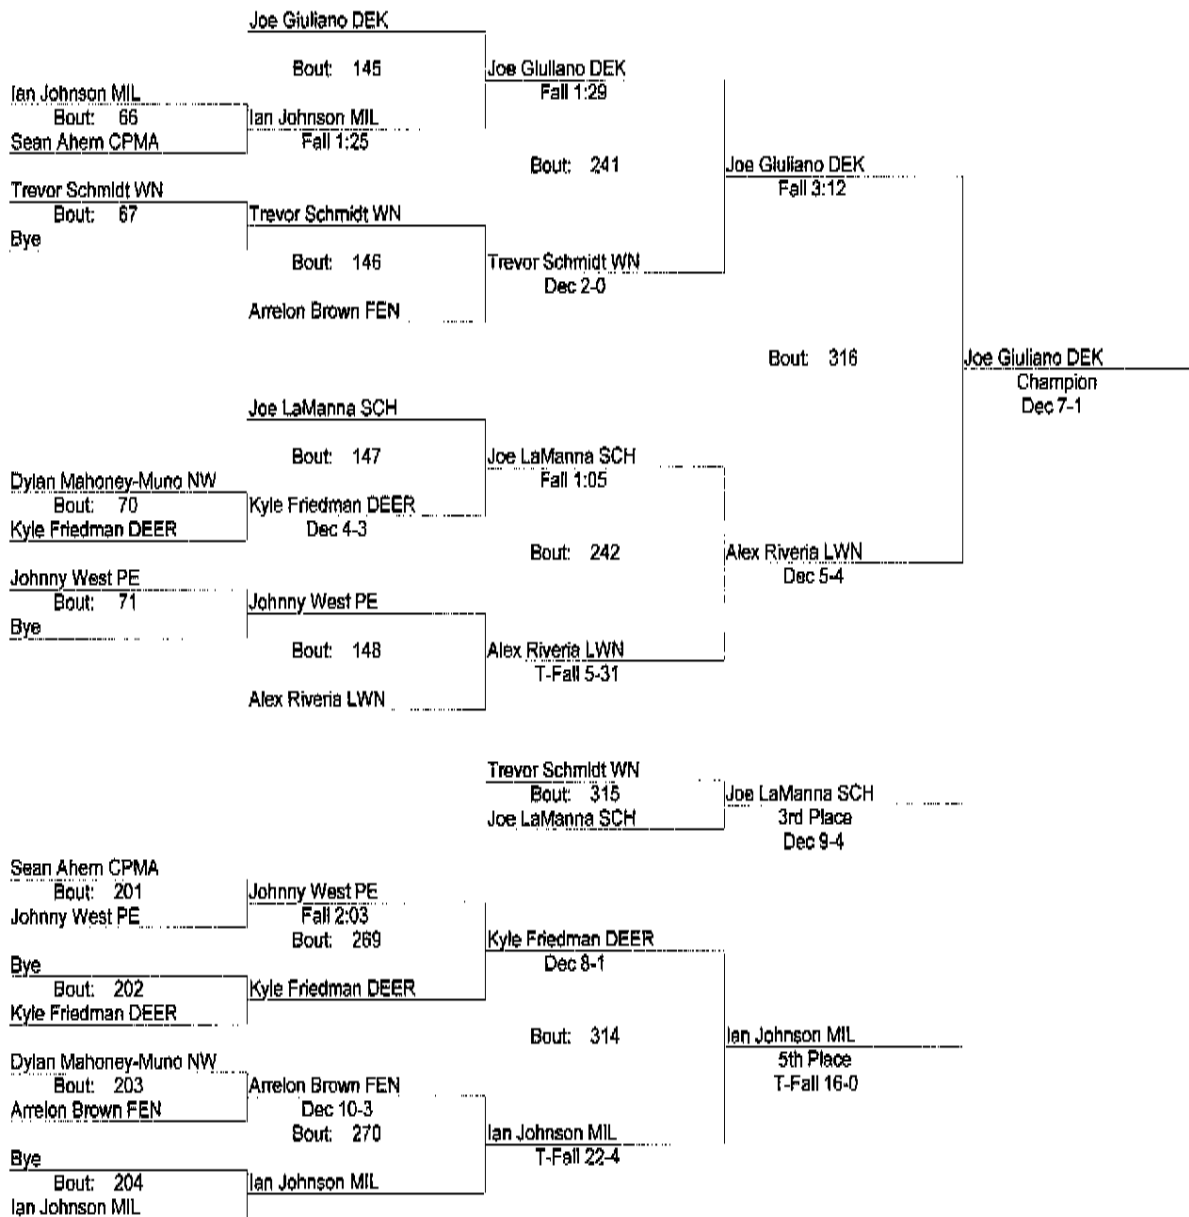 Joe Giuliano DEK
Bout: 145
Joe Giuliano DEK
Fall 1:29
Ian Johnson MIL
Bout: 66
Ian Johnson MIL
Sean Ahern CPMA
Fall 1:25
Bout: 241
Joe Giuliano DEK
Fall 3:12
Trevor Schmidt WN
Bout: 67
Trevor Schmidt WN
Bye
Bout: 146
Trevor Schmidt WN
Dec 2-0
Arrelon Brown FEN
Bout: 316
Joe Giuliano DEK
Champion
Dec 7-1
Joe LaManna SCH
Bout: 147
Joe LaManna SCH
Fall 1:05
Dylan Mahoney-Muno NW
Bout: 70
Kyle Friedman DEER
Kyle Friedman DEER
Dec 4-3
Bout: 242
Alex Riveria LWN
Dec 5-4
Johnny West PE
Bout: 71
Johnny West PE
Bye
Bout: 148
Alex Riveria LWN
T-Fall 5-31
Alex Riveria LWN
Trevor Schmidt WN
Bout: 315
Joe LaManna SCH
Joe LaManna SCH
3rd Place
Dec 9-4
Sean Ahern CPMA
Bout: 201
Johnny West PE
Johnny West PE
Fall 2:03
Bout: 269
Kyle Friedman DEER
Dec 8-1
Bye
Bout: 202
Kyle Friedman DEER
Kyle Friedman DEER
Bout: 314
Ian Johnson MIL
5th Place
T-Fall 16-0
Dylan Mahoney-Muno NW
Bout: 203
Arrelon Brown FEN
Arrelon Brown FEN
Dec 10-3
Bout: 270
Ian Johnson MIL
T-Fall 22-4
Bye
Bout: 204
Ian Johnson MIL
Ian Johnson MIL